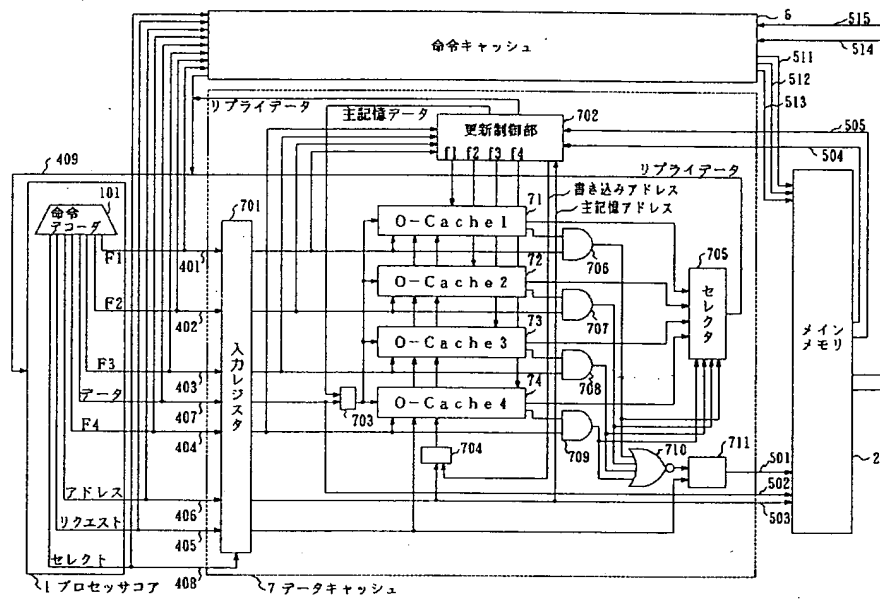 6
515
命令キャッシュ
514
511
512
513
リプライデータ
主記憶データ
702
更新制御部
f1 f2 f3 f4
505
504
409
リプライデータ
書き込みアドレス
主記憶アドレス
101
命令
デコーダ
701
71
O-Cache1
F1
401
706
705
72
O-Cache2
F2
402
707
セレクタ
メイン
メモリ
73
O-Cache3
F3
403
708
入力レジスタ
データ
407
703
74
O-Cache4
F4
404
709
704
710
711
501
502
503
2
アドレス
406
リクエスト
405
セレクト
408
1 プロセッサコア
7 データキャッシュ